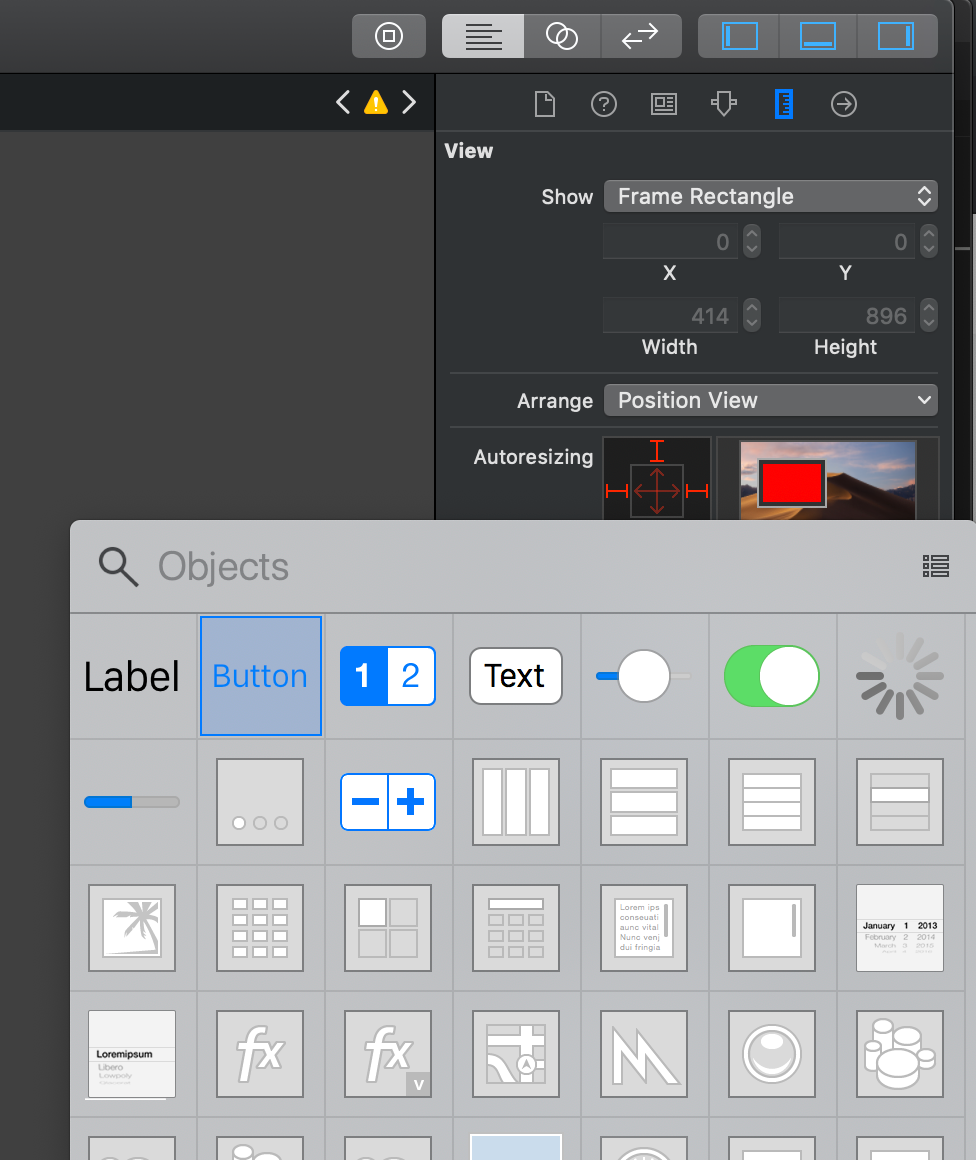 View
Show Frame Rectangle
0 0
X Y
414 896
Width Height
Arrange Position View
Autoresizing
Objects
Label Button 1 2 Text
Lorem ips
conseuati
aunc vital
Nunc venj
dui fringia
January 1 2013
February 2 2014
March 3 2015
Loremipsum
Libero
Lowpoly
fx fx V